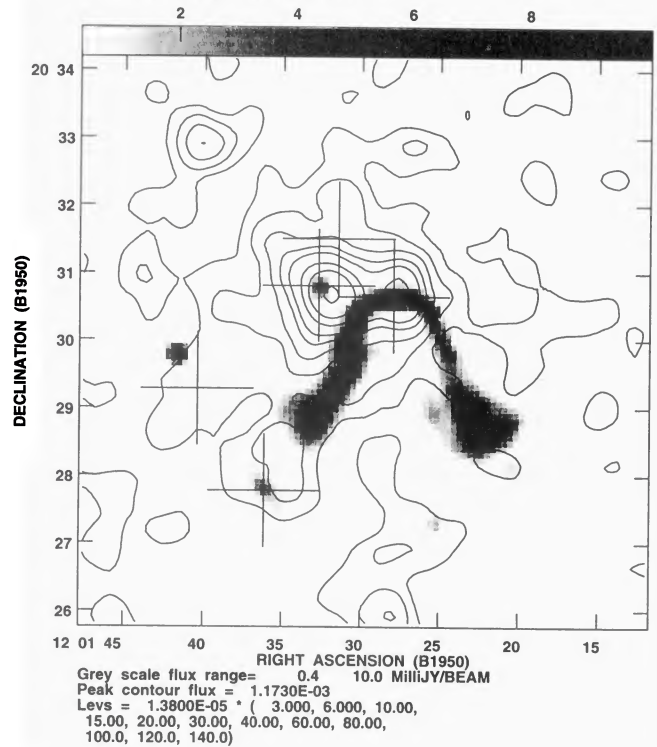 2 4 6 8
20 34
33
32
31
30
29
28
27
26
DECLINATION (B1950)
12 01 45 40 35 30 25 20 15
RIGHT ASCENSION (B1950)
Grey scale flux range= 0.4 10.0 MilliJY/BEAM
Peak contour flux = 1.1730E-03
Levs = 1.3800E-05 * ( 3.000, 6.000, 10.00,
15.00, 20.00, 30.00, 40.00, 60.00, 80.00,
100.0, 120.0, 140.0)